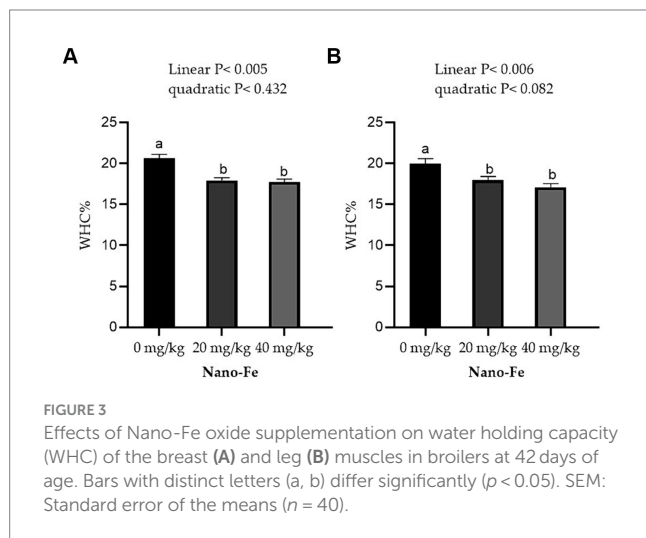 A
Linear P< 0.005
quadratic P< 0.432
25
20
15
10
5
0
WHC%
a
b
b
0 mg/kg 20 mg/kg 40 mg/kg
Nano-Fe
B
Linear P< 0.006
quadratic P< 0.082
25
20
15
10
5
0
WHC%
a
b
b
0 mg/kg 20 mg/kg 40 mg/kg
Nano-Fe
FIGURE 3
Effects of Nano-Fe oxide supplementation on water holding capacity
(WHC) of the breast (A) and leg (B) muscles in broilers at 42 days of
age. Bars with distinct letters (a, b) differ significantly (p < 0.05). SEM:
Standard error of the means (n = 40).